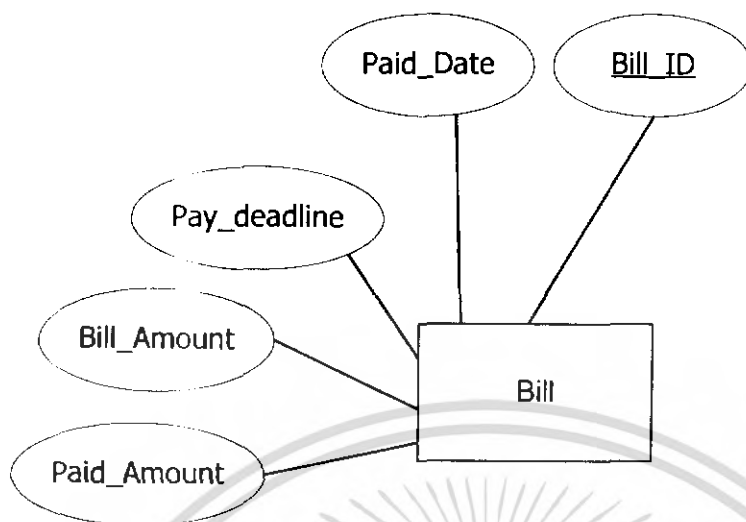 Paid_Date
Bill_ID
Pay_deadline
Bill_Amount
Bill
Paid_Amount